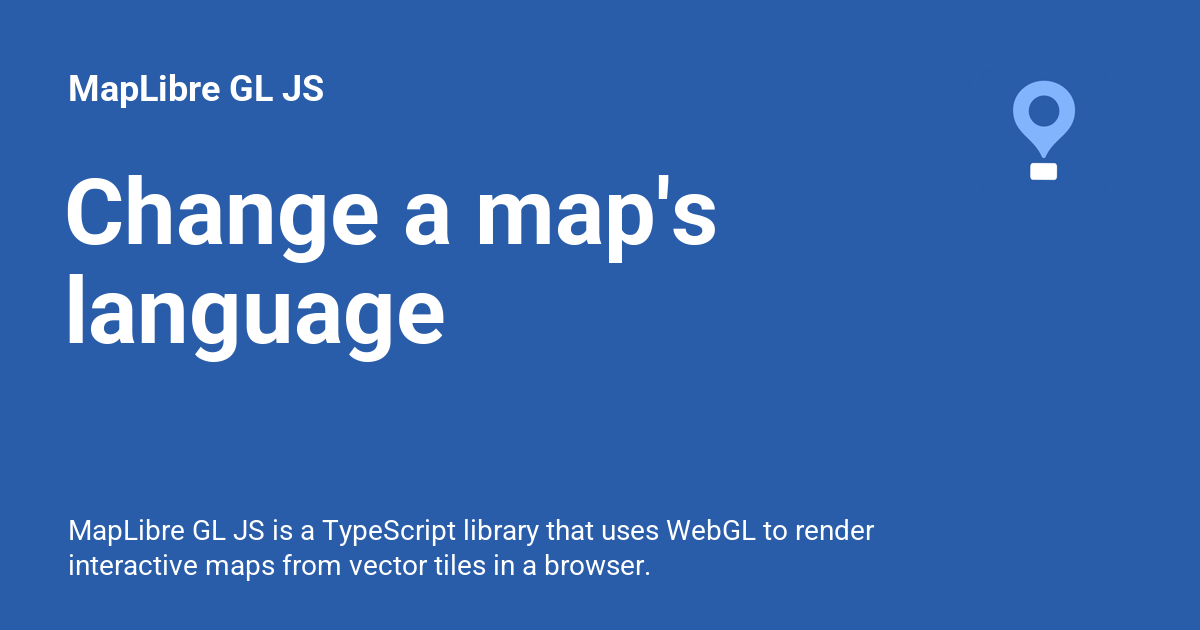 MapLibre GL JS
Change a map's
language
MapLibre GL JS is a TypeScript library that uses WebGL to render
interactive maps from vector tiles in a browser.